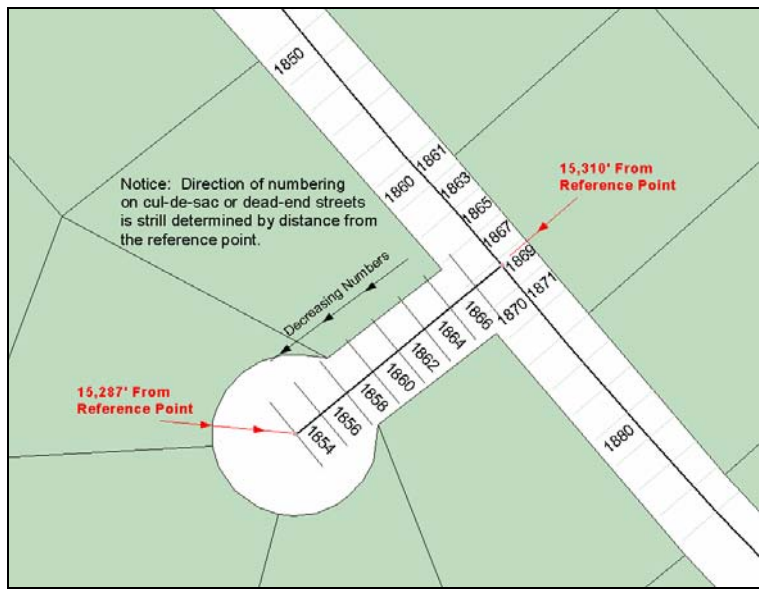 1850
1861
1860
1863
1865
1867
1869
1871
1870
1880
15,310' From
Reference Point
Notice: Direction of numbering
on cul-de-sac or dead-end streets
is strill determined by distance from
the reference point.
Decreasing Numbers
1866
1864
1862
1860
1858
1856
1854
15,287' From
Reference Point